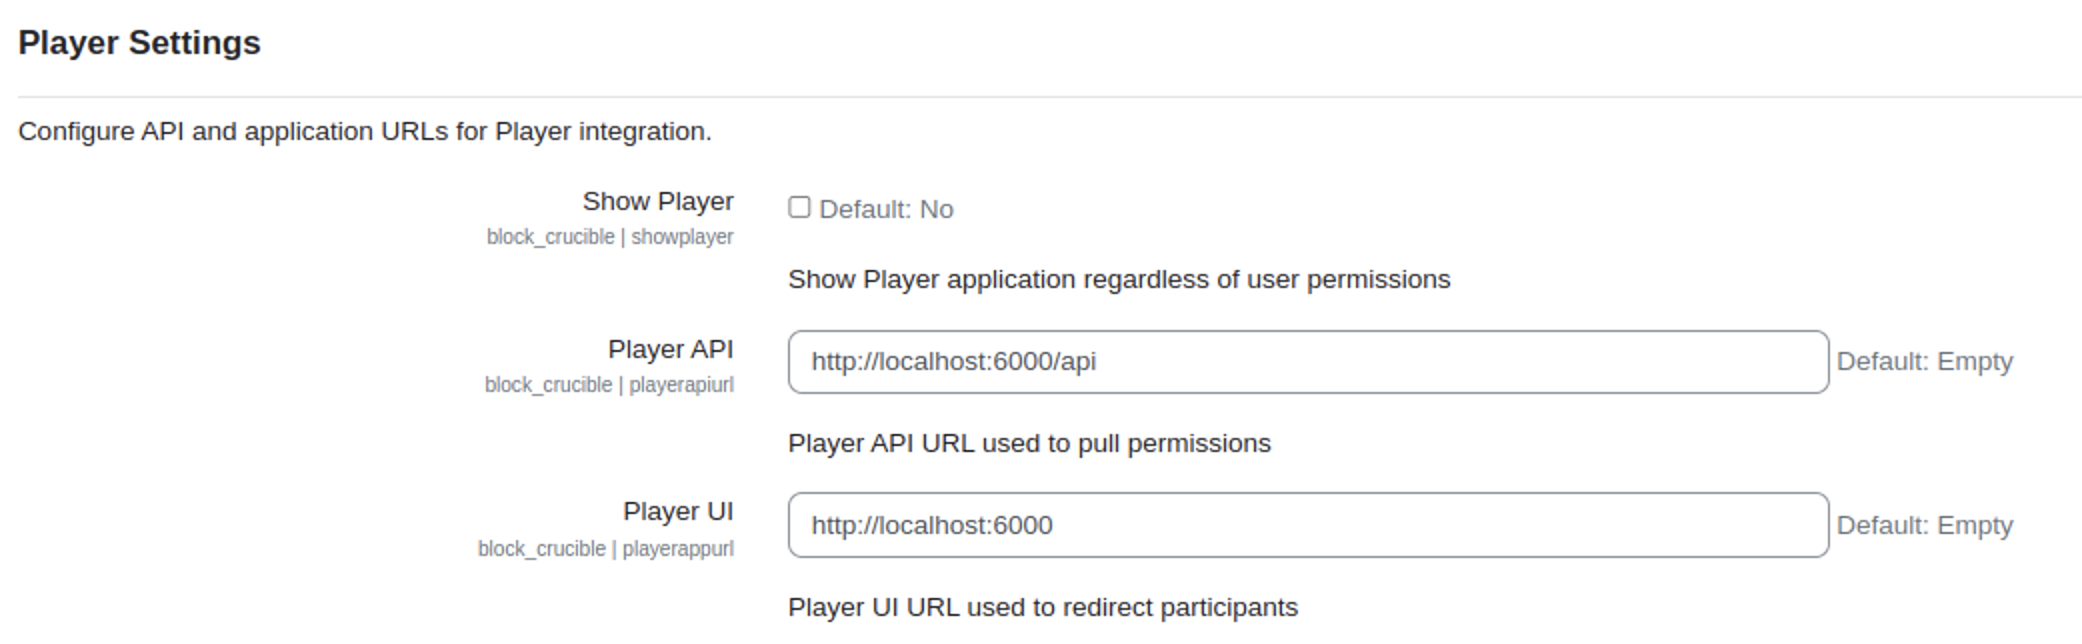 Player Settings
Configure API and application URLs for Player integration.
Show Player
block_crucible | showplayer
Default: No
Show Player application regardless of user permissions
Player API
block_crucible | playerapiurl
http://localhost:6000/api
Default: Empty
Player API URL used to pull permissions
Player UI
block_crucible | playerappurl
http://localhost:6000
Default: Empty
Player UI URL used to redirect participants